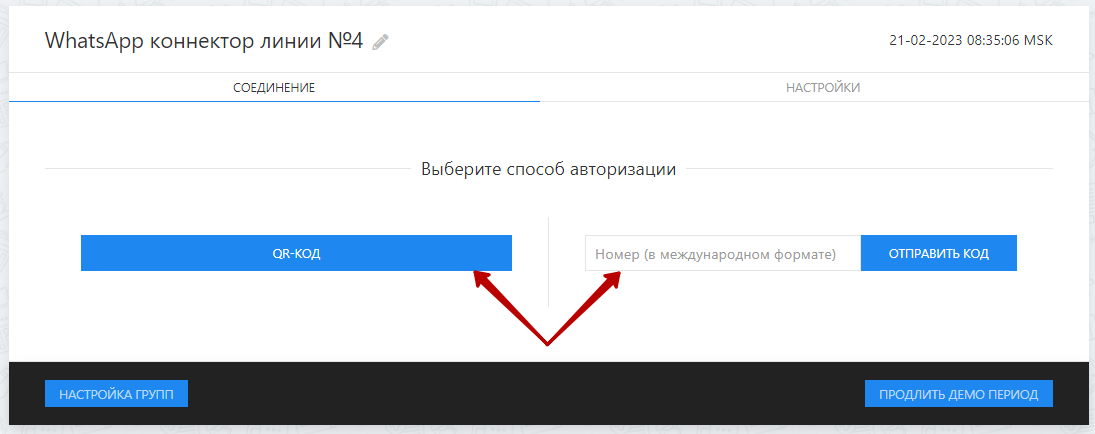 WhatsApp коннектор линии №4
21-02-2023 08:35:06 MSK
СОЕДИНЕНИЕ
НАСТРОЙКИ
Выберите способ авторизации
QR-КОД
Номер (в международном формате)
ОТПРАВИТЬ КОД
НАСТРОЙКА ГРУПП
ПРОДЛИТЬ ДЕМО ПЕРИОД